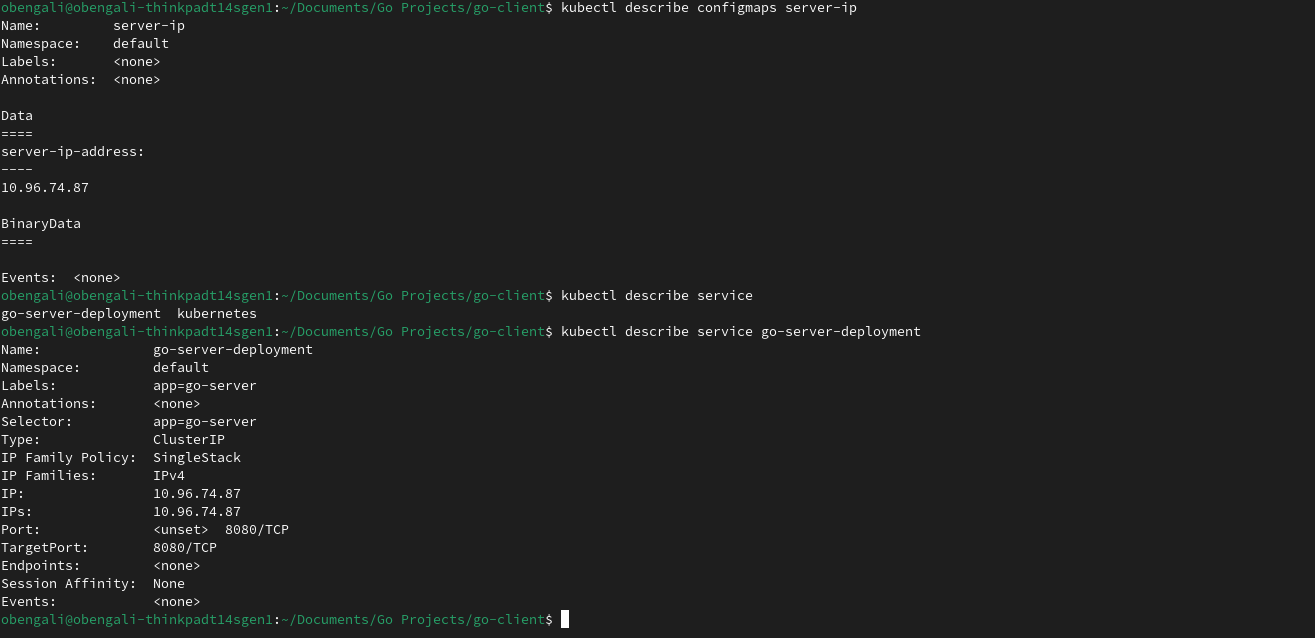 obengali@obengali-thinkpadt14sgen1:~/Documents/Go Projects/go-client$ kubectl describe configmaps server-ip
Name:         server-ip
Namespace:    default
Labels:       <none>
Annotations:  <none>

Data
====
server-ip-address:
----
10.96.74.87

BinaryData
====

Events:  <none>
obengali@obengali-thinkpadt14sgen1:~/Documents/Go Projects/go-client$ kubectl describe service
go-server-deployment  kubernetes
obengali@obengali-thinkpadt14sgen1:~/Documents/Go Projects/go-client$ kubectl describe service go-server-deployment
Name:              go-server-deployment
Namespace:         default
Labels:            app=go-server
Annotations:       <none>
Selector:          app=go-server
Type:              ClusterIP
IP Family Policy:  SingleStack
IP Families:       IPv4
IP:                10.96.74.87
IPs:               10.96.74.87
Port:              <unset>  8080/TCP
TargetPort:        8080/TCP
Endpoints:         <none>
Session Affinity:  None
Events:            <none>
obengali@obengali-thinkpadt14sgen1:~/Documents/Go Projects/go-client$